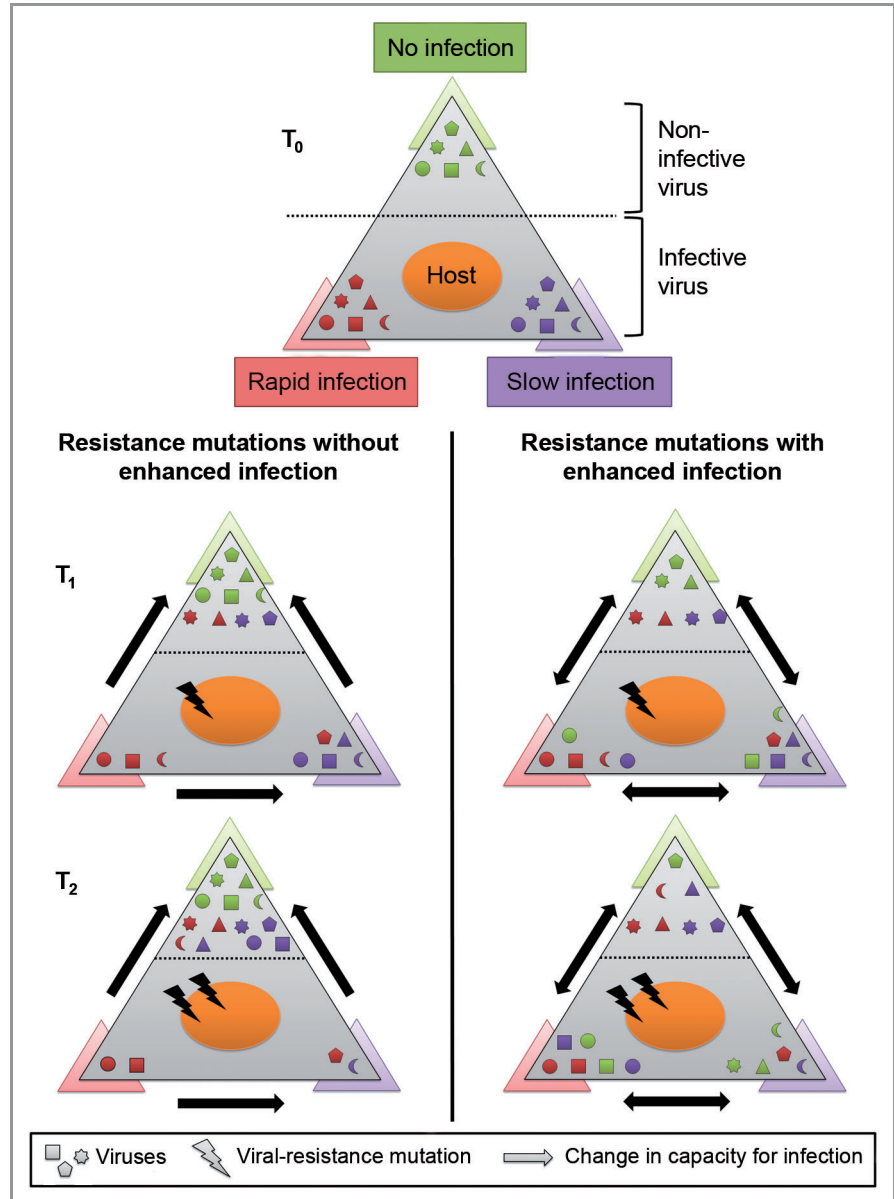 No infection
T0
Non-
infective
virus
Host
Infective
virus
Rapid infection
Slow infection
Resistance mutations without
enhanced infection
Resistance mutations with
enhanced infection
T1
T2
Viruses
Viral-resistance mutation
Change in capacity for infection